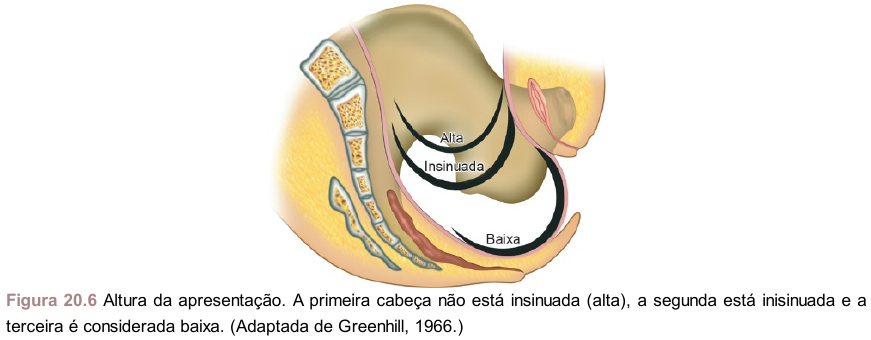 Alta
Insinuada
Baixa
Figura 20.6 Altura da apresentação. A primeira cabeça não está insinuada (alta), a segunda está inisinuada e a
terceira é considerada baixa. (Adaptada de Greenhill, 1966.)